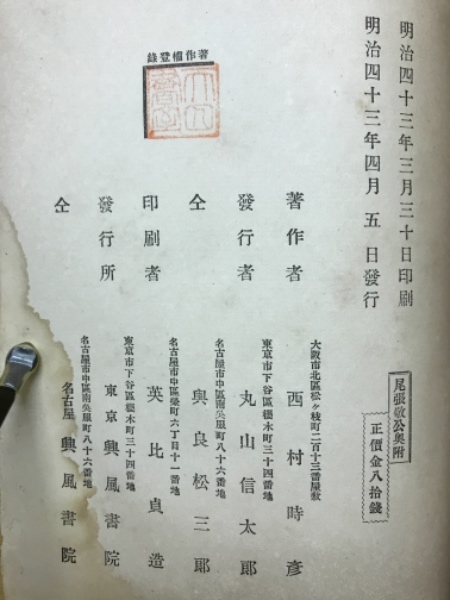 明治四十三年三月三十日印刷
明治四十三年四月五日發行
尾張敬公奥附
正價金八拾錢
著作權登錄
著作者
大阪市北區松ヶ枝町二百十三番屋敷
西村時彦
發行者
東京市下谷區櫻木町三十四番地
丸山信太郎
仝
名古屋市中區南呉服町八十六番地
與良松三郎
印刷者
名古屋市中區榮町六丁目十一番地
英比貞造
發行所
東京市下谷區櫻木町三十四番地
東京興風書院
仝
名古屋市中區南呉服町八十六番地
名古屋興風書院